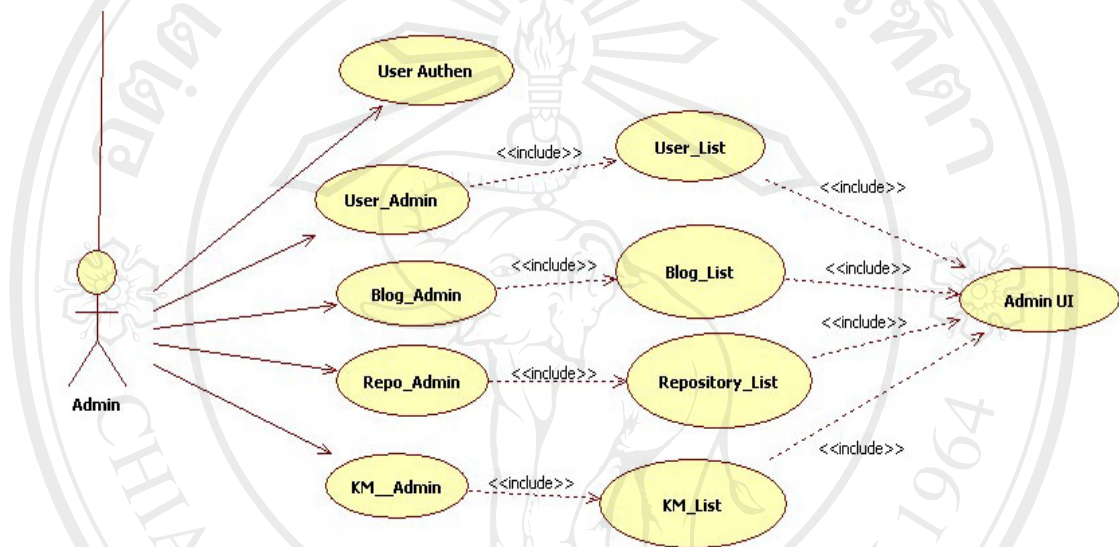 User Authen
<<include>>
User_List
User_Admin
<<include>>
Blog_Admin
<<include>>
Blog_List
<<include>>
Admin UI
<<include>>
Repo_Admin
<<include>>
Repository_List
Admin
<<include>>
KM__Admin
<<include>>
KM_List
1964